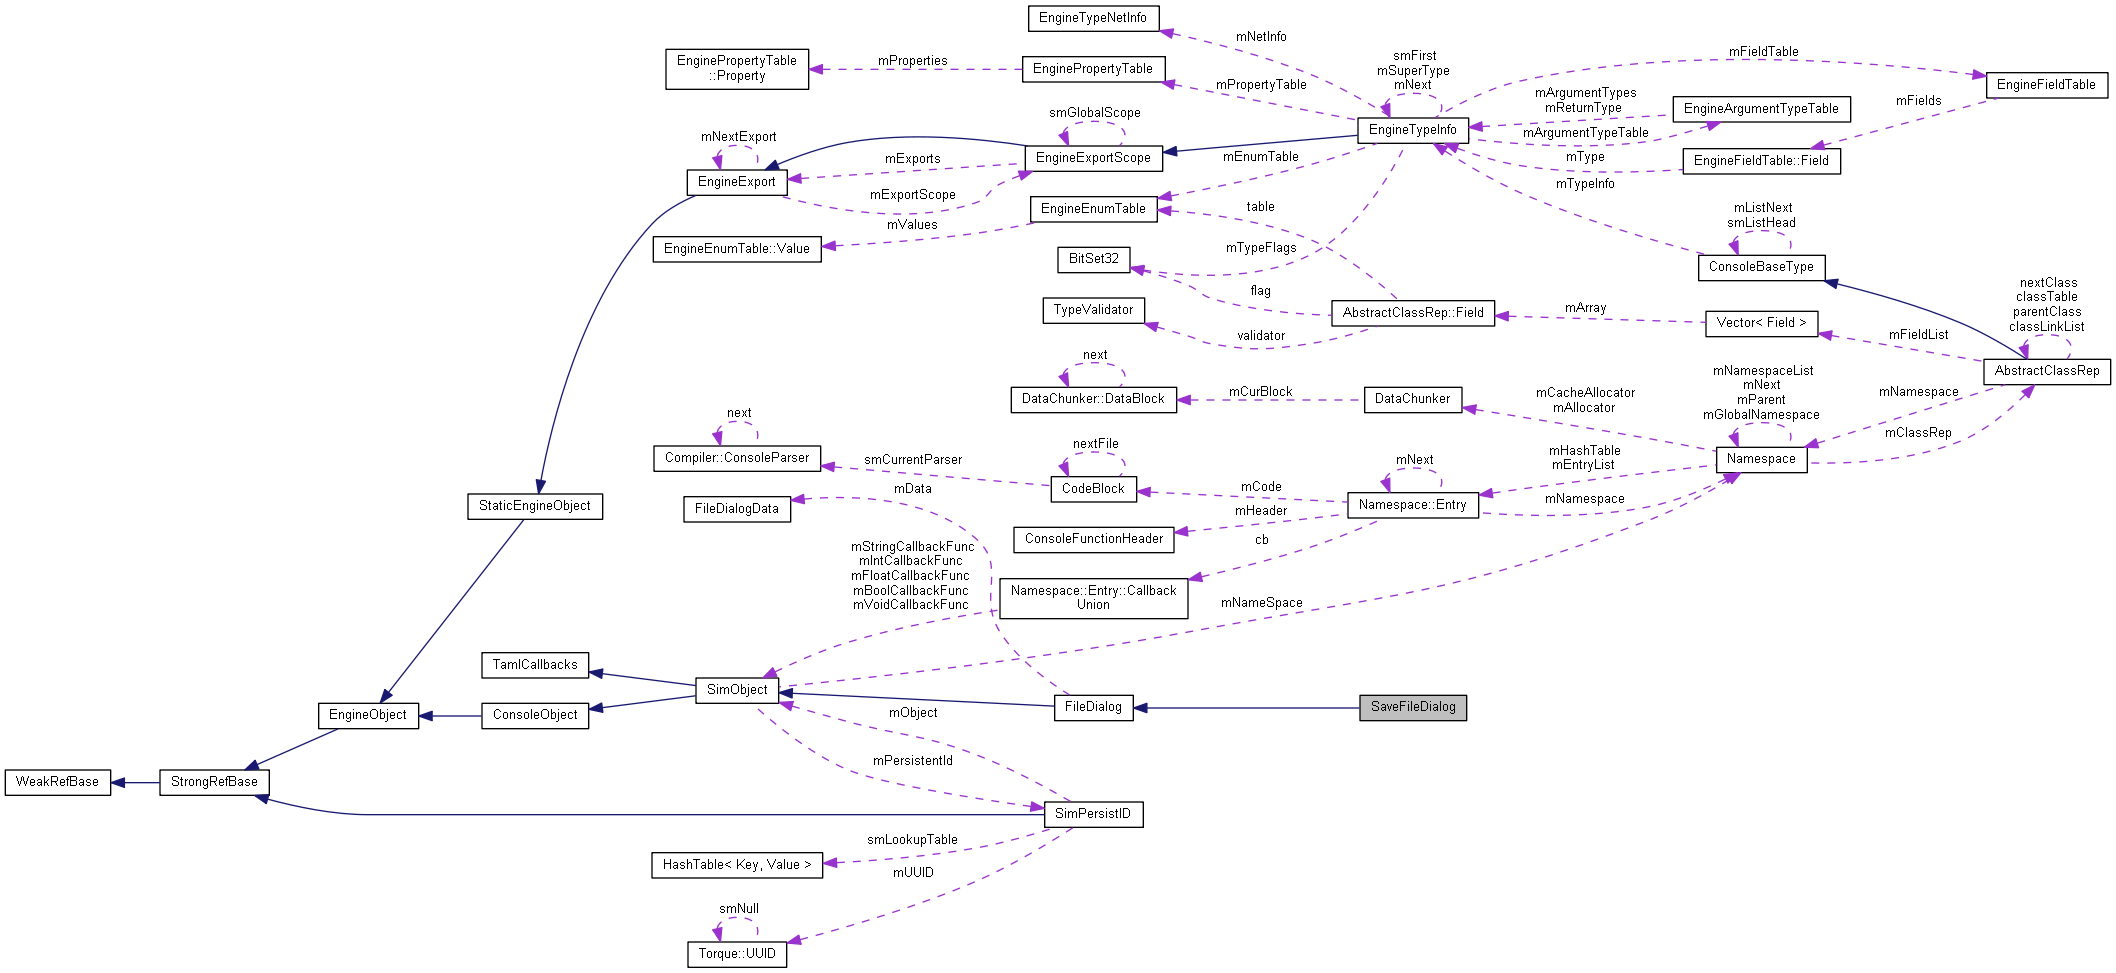 EngineTypeNetInfo
mNetInfo
EnginePropertyTable
::Property
mProperties
EnginePropertyTable
mPropertyTable
smFirst
mSuperType
mNext
EngineTypeInfo
mFieldTable
EngineFieldTable
mFields
mArgumentTypes
mReturnType
EngineArgumentTypeTable
mArgumentTypeTable
mType
EngineFieldTable::Field
mTypeInfo
smGlobalScope
EngineExportScope
mNextExport
EngineExport
mExports
mExportScope
mEnumTable
EngineEnumTable
mValues
EngineEnumTable::Value
table
mTypeFlags
BitSet32
flag
TypeValidator
validator
AbstractClassRep::Field
mArray
Vector< Field >
mFieldList
mListNext
smListHead
ConsoleBaseType
nextClass
classTable
parentClass
classLinkList
AbstractClassRep
mNamespace
mClassRep
mNamespaceList
mNext
mParent
mGlobalNamespace
Namespace
next
DataChunker::DataBlock
mCurBlock
DataChunker
mCacheAllocator
mAllocator
mHashTable
mEntryList
mNamespace
next
Compiler::ConsoleParser
smCurrentParser
nextFile
CodeBlock
mCode
mNext
Namespace::Entry
mHeader
ConsoleFunctionHeader
cb
Namespace::Entry::Callback
Union
mData
FileDialogData
StaticEngineObject
mStringCallbackFunc
mIntCallbackFunc
mFloatCallbackFunc
mBoolCallbackFunc
mVoidCallbackFunc
mNameSpace
TamlCallbacks
SimObject
ConsoleObject
EngineObject
FileDialog
SaveFileDialog
mObject
mPersistentId
WeakRefBase
StrongRefBase
SimPersistID
smLookupTable
HashTable< Key, Value >
mUUID
smNull
Torque::UUID